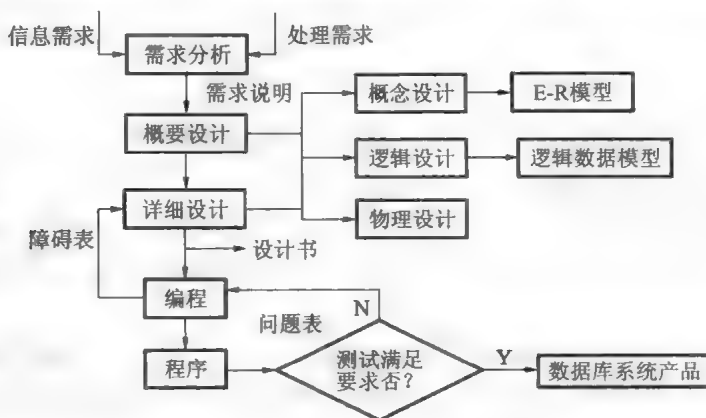 信息需求
处理需求
需求分析
需求说明
概念设计
E-R模型
概要设计
逻辑设计
逻辑数据模型
详细设计
物理设计
障碍表
设计书
编程
N
问题表
程序
测试满足
要求否?
Y
数据库系统产品